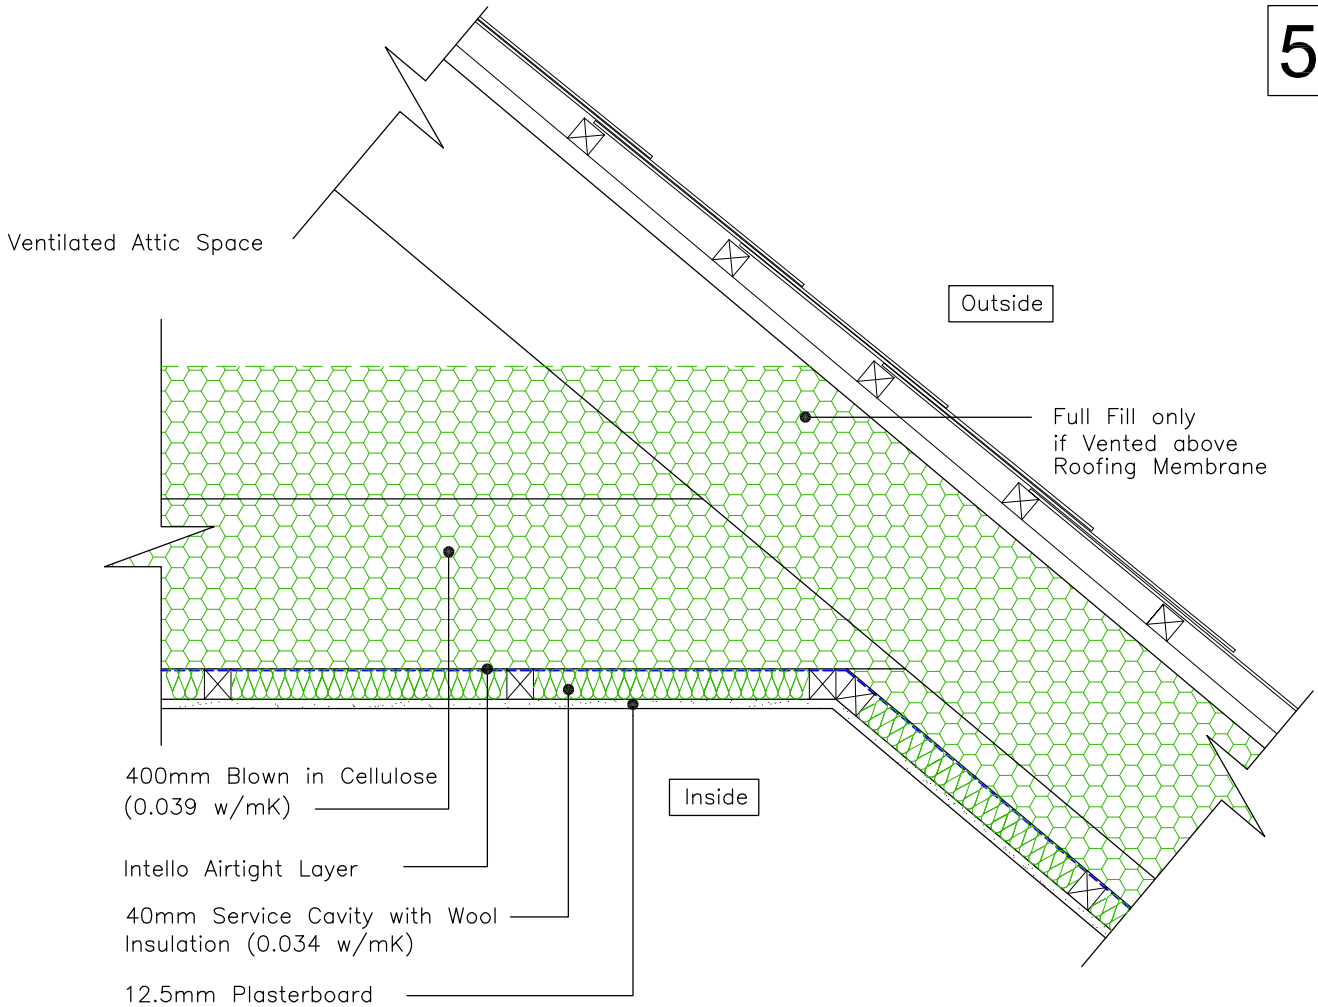 5
Ventilated Attic Space
Outside
Full Fill only
if Vented above
Roofing Membrane
400mm Blown in Cellulose
(0.039 w/mK)
Inside
Intello Airtight Layer
40mm Service Cavity with Wool
Insulation (0.034 w/mK)
12.5mm Plasterboard